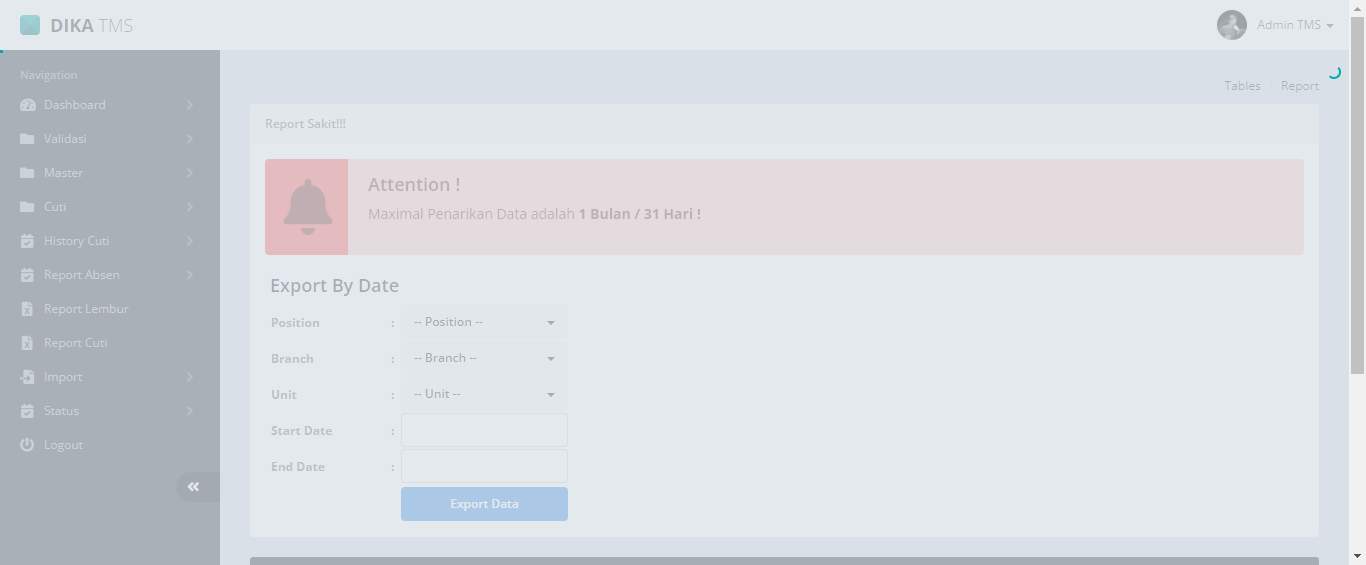 DIKA TMS
Admin TMS
Navigation
Dashboard
Validasi
Master
Cuti
History Cuti
Report Absen
Report Lembur
Report Cuti
Import
Status
Logout
Tables / Report
Report Sakit!!!
Attention !
Maximal Penarikan Data adalah 1 Bulan / 31 Hari !
Export By Date
Position : -- Position --
Branch : -- Branch --
Unit : -- Unit --
Start Date :
End Date :
Export Data